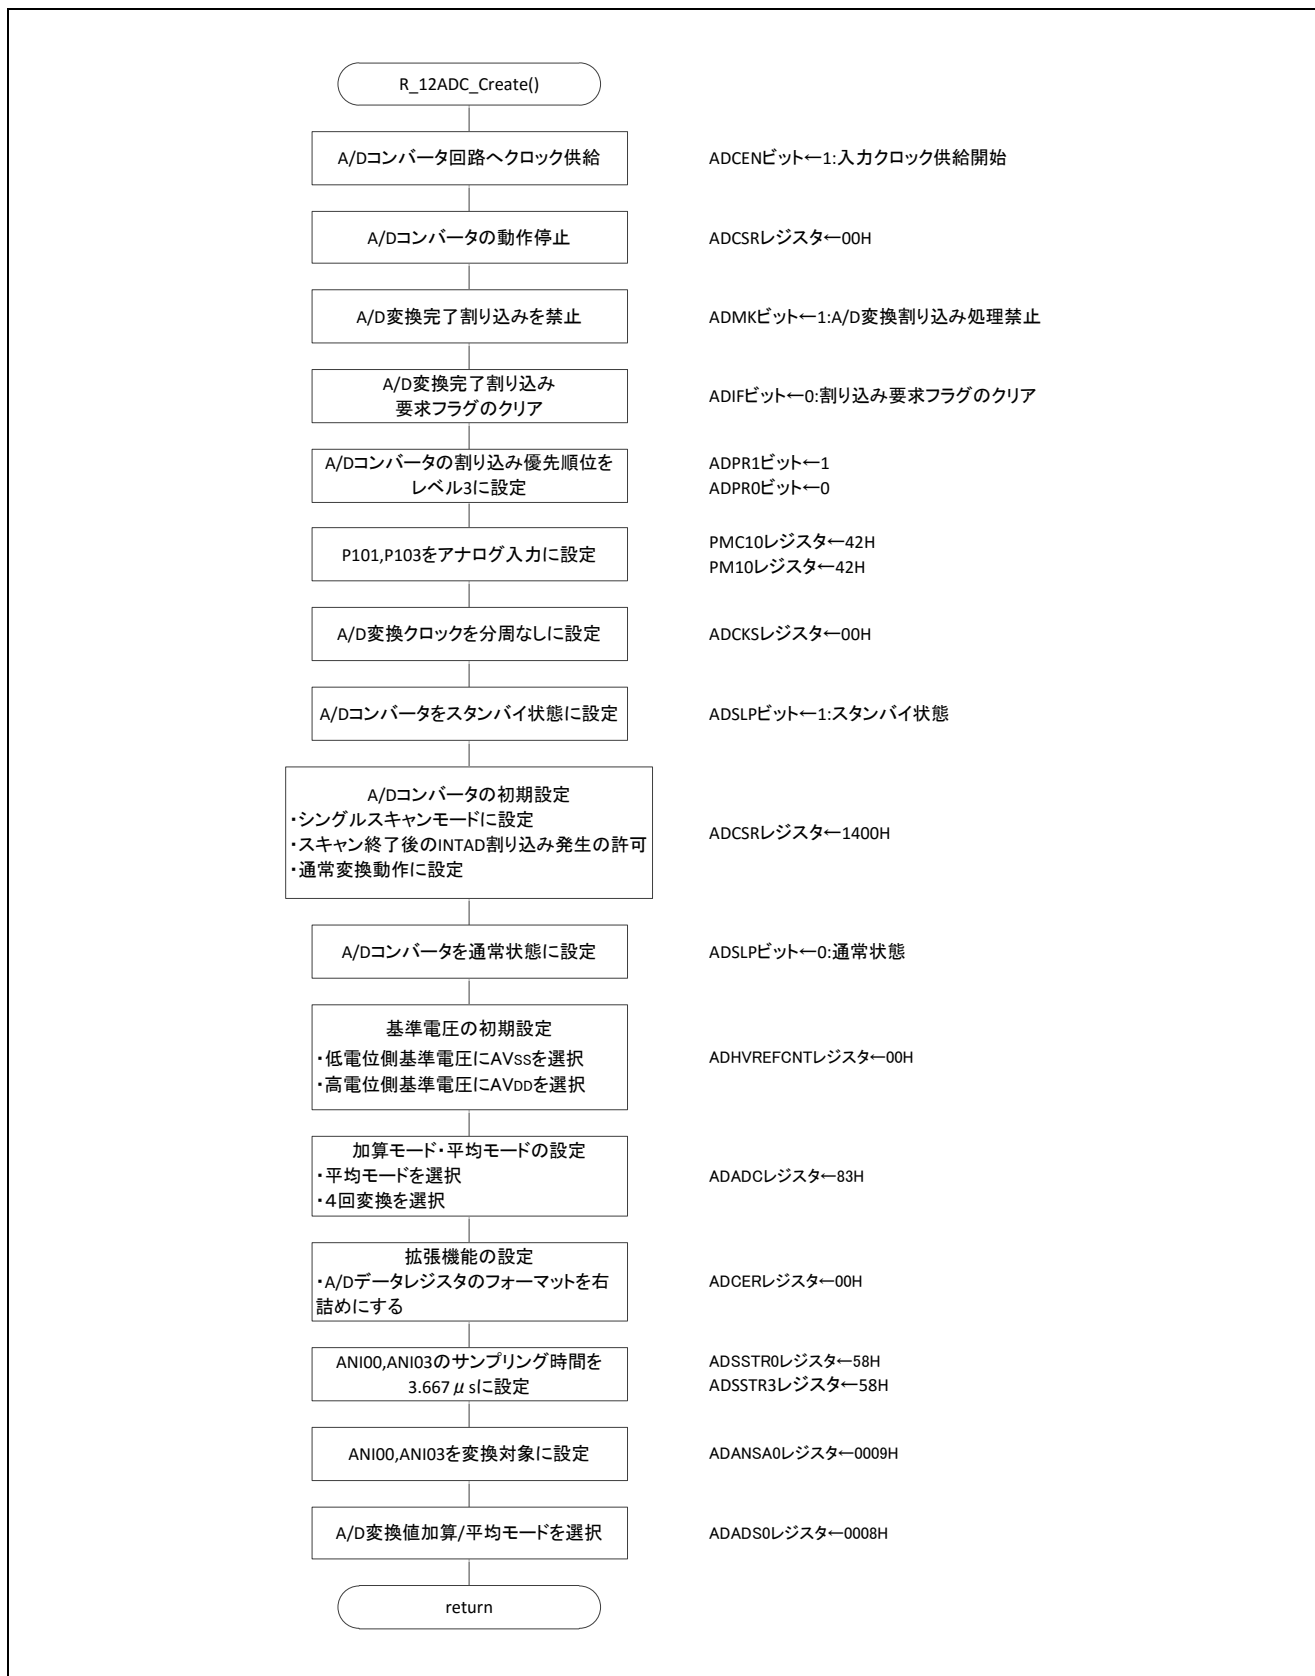 R_12ADC_Create()
A/Dコンバータ回路へクロック供給
ADCENビット←1:入力クロック供給開始
A/Dコンバータの動作停止
ADCSRレジスタ←00H
A/D変換完了割り込みを禁止
ADMKビット←1:A/D変換割り込み処理禁止
A/D変換完了割り込み
要求フラグのクリア
ADIFビット←0:割り込み要求フラグのクリア
A/Dコンバータの割り込み優先順位を
レベル3に設定
ADPR1ビット←1
ADPR0ビット←0
P101,P103をアナログ入力に設定
PMC10レジスタ←42H
PM10レジスタ←42H
A/D変換クロックを分周なしに設定
ADCKSレジスタ←00H
A/Dコンバータをスタンバイ状態に設定
ADSLPビット←1:スタンバイ状態
A/Dコンバータの初期設定
・シングルスキャンモードに設定
・スキャン終了後のINTAD割り込み発生の許可
・通常変換動作に設定
ADCSRレジスタ←1400H
A/Dコンバータを通常状態に設定
ADSLPビット←0:通常状態
基準電圧の初期設定
・低電位側基準電圧にAVssを選択
・高電位側基準電圧にAVDDを選択
ADHVREFCNTレジスタ←00H
加算モード・平均モードの設定
・平均モードを選択
・4回変換を選択
ADADCレジスタ←83H
拡張機能の設定
・A/Dデータレジスタのフォーマットを右
詰めにする
ADCERレジスタ←00H
ANI00,ANI03のサンプリング時間を
3.667μsに設定
ADSSTR0レジスタ←58H
ADSSTR3レジスタ←58H
ANI00,ANI03を変換対象に設定
ADANSA0レジスタ←0009H
A/D変換値加算/平均モードを選択
ADADS0レジスタ←0008H
return